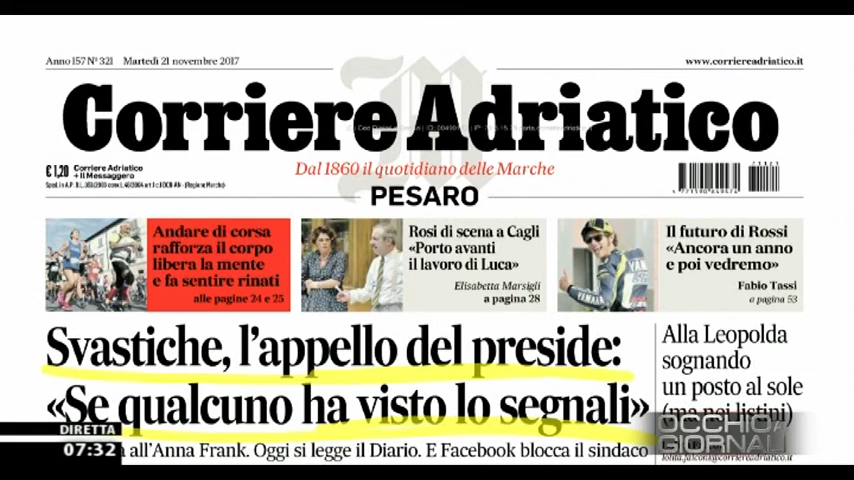 Anno 157 N° 321 Martedì 21 novembre 2017
www.corriereadriatico.it
Corriere Adriatico
€ 1,20 Corriere Adriatico
+ Il Messaggero
Dal 1860 il quotidiano delle Marche
PESARO
Andare di corsa
rafforza il corpo
libera la mente
e fa sentire rinati
alle pagine 24 e 25
Rosi di scena a Cagli
«Porto avanti
il lavoro di Luca»
Elisabetta Marsigli
a pagina 28
YAMAHA
Il futuro di Rossi
«Ancora un anno
e poi vedremo»
Fabio Tassi
a pagina 53
Svastiche, l'appello del preside:
«Se qualcuno ha visto lo segnali»
all'Anna Frank. Oggi si legge il Diario. E Facebook blocca il sindaco
Alla Leopolda
sognando
un posto al sole
(ma nei listini)
DIRETTA
07:32
OCCHIO AI
GIORNALI